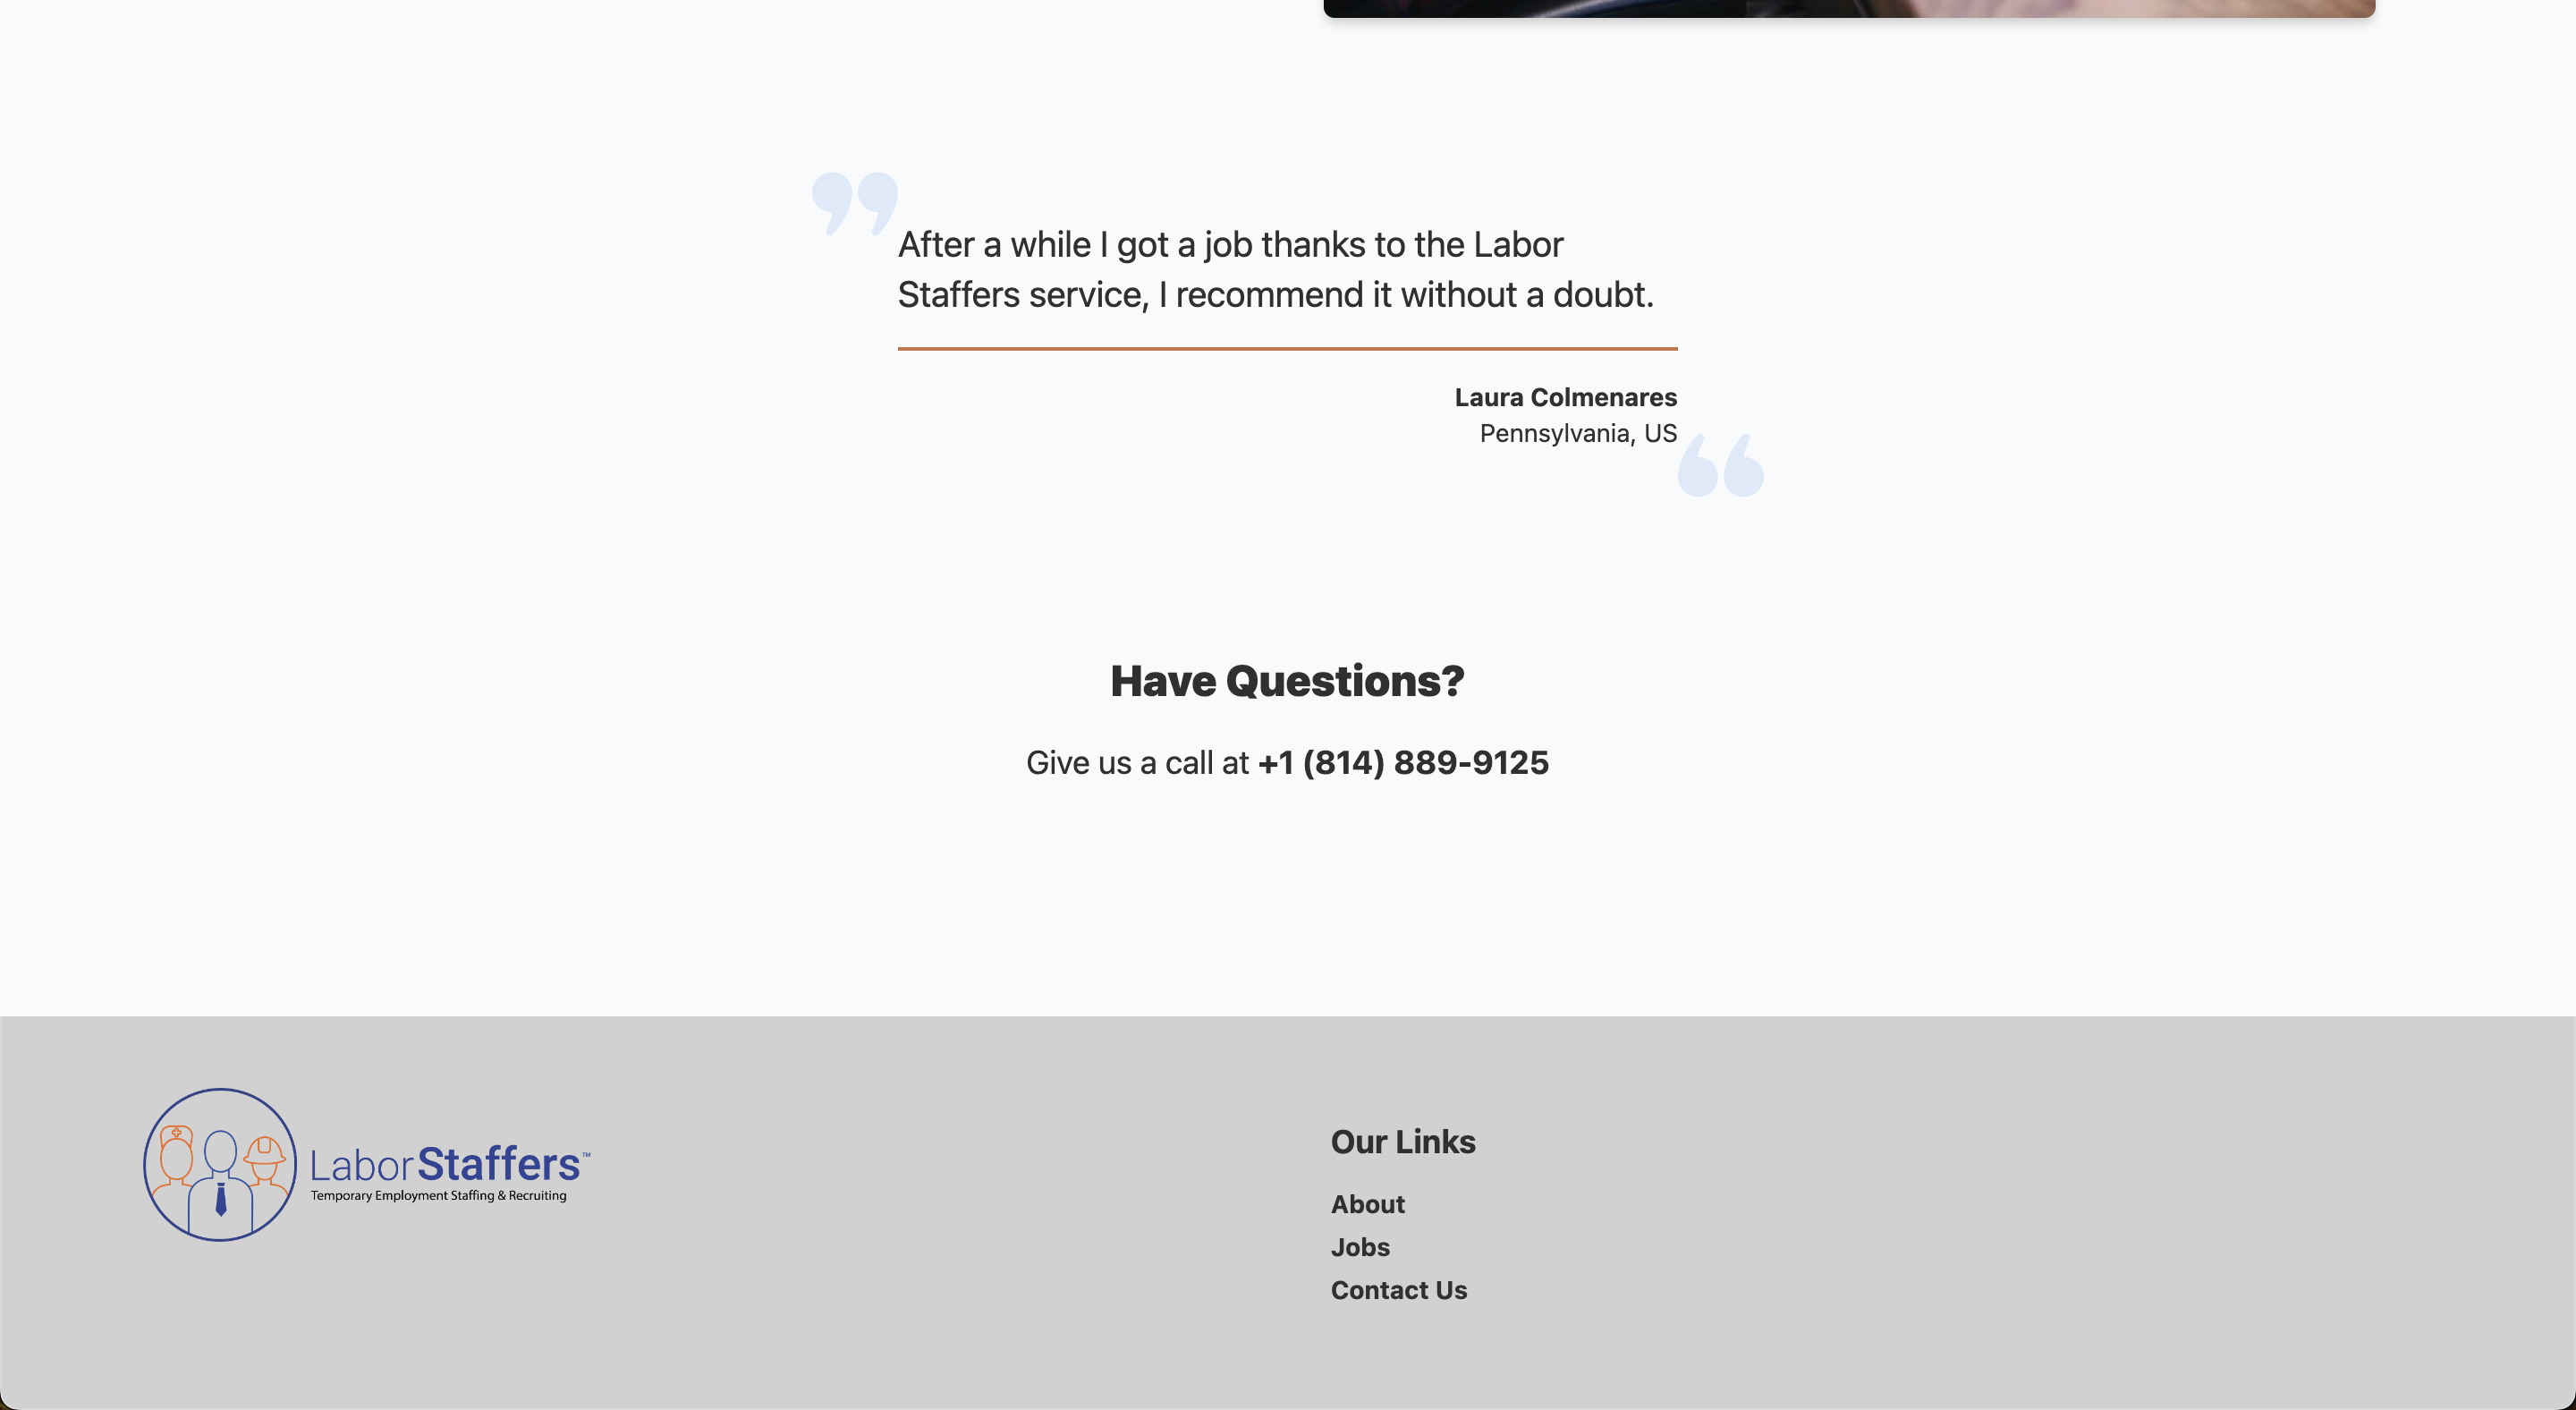 After a while I got a job thanks to the Labor
Staffers service, I recommend it without a doubt.
Laura Colmenares
Pennsylvania, US
Have Questions?
Give us a call at +1 (814) 889-9125
LaborStaffers™
Temporary Employment Staffing & Recruiting
Our Links
About
Jobs
Contact Us